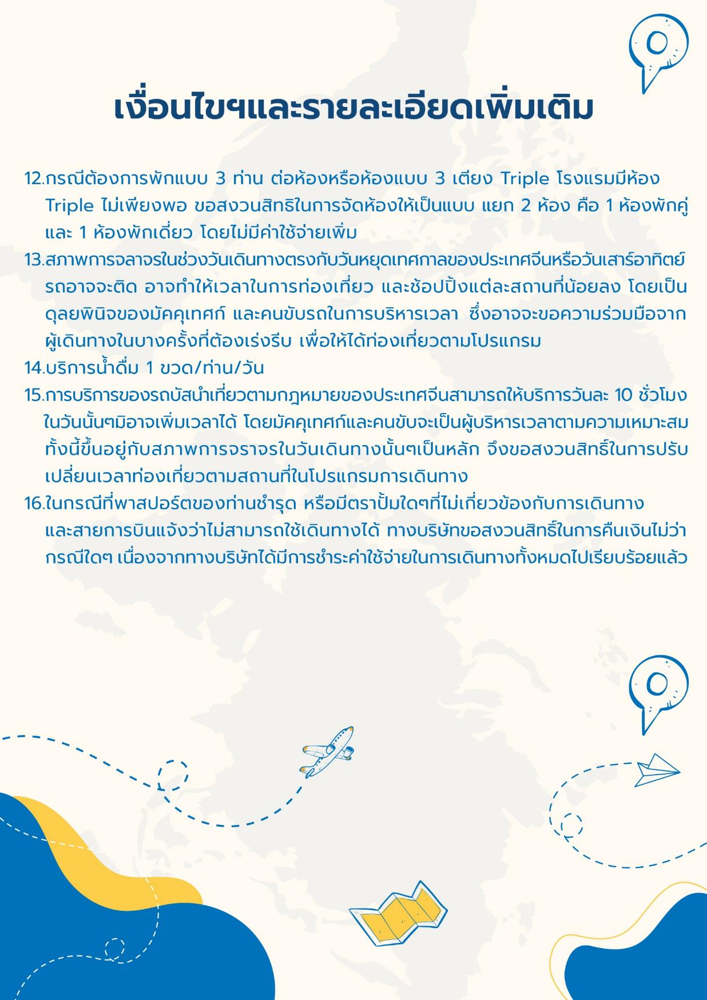 เงื่อนไขฯและรายละเอียดเพิ่มเติม
12.กรณีต้องการพักแบบ 3 ท่าน ต่อห้องหรือห้องแบบ 3 เตียง Triple โรงแรมมีห้อง
Triple ไม่เพียงพอ ขอสงวนสิทธิในการจัดห้องให้เป็นแบบ แยก 2 ห้อง คือ 1 ห้องพักคู่
และ 1 ห้องพักเดี่ยว โดยไม่มีค่าใช้จ่ายเพิ่ม
13.สภาพการจลาจรในช่วงวันเดินทางตรงกับวันหยุดเทศกาลของประเทศจีนหรือวันเสาร์อาทิตย์
รถอาจจะติด อาจทำให้เวลาในการท่องเที่ยว และช้อปปิ้งแต่ละสถานที่น้อยลง โดยเป็น
ดุลยพินิจของมัคคุเทศก์ และคนขับรถในการบริหารเวลา ซึ่งอาจจะขอความร่วมมือจาก
ผู้เดินทางในบางครั้งที่ต้องเร่งรีบ เพื่อให้ได้ท่องเที่ยวตามโปรแกรม
14.บริการน้ำดื่ม 1 ขวด/ท่าน/วัน
15.การบริการของรถบัสนำเที่ยวตามกฎหมายของประเทศจีนสามารถให้บริการวันละ 10 ชั่วโมง
ในวันนั้นๆมิอาจเพิ่มเวลาได้ โดยมัคคุเทศก์และคนขับจะเป็นผู้บริหารเวลาตามความเหมาะสม
ทั้งนี้ขึ้นอยู่กับสภาพการจราจรในวันเดินทางนั้นๆเป็นหลัก จึงขอสงวนสิทธิ์ในการปรับ
เปลี่ยนเวลาท่องเที่ยวตามสถานที่ในโปรแกรมการเดินทาง
16.ในกรณีที่พาสปอร์ตของท่านชำรุด หรือมีตราปั้มใดๆที่ไม่เกี่ยวข้องกับการเดินทาง
และสายการบินแจ้งว่าไม่สามารถใช้เดินทางได้ ทางบริษัทขอสงวนสิทธิ์ในการคืนเงินไม่ว่า
กรณีใดๆ เนื่องจากทางบริษัทได้มีการชำระค่าใช้จ่ายในการเดินทางทั้งหมดไปเรียบร้อยแล้ว